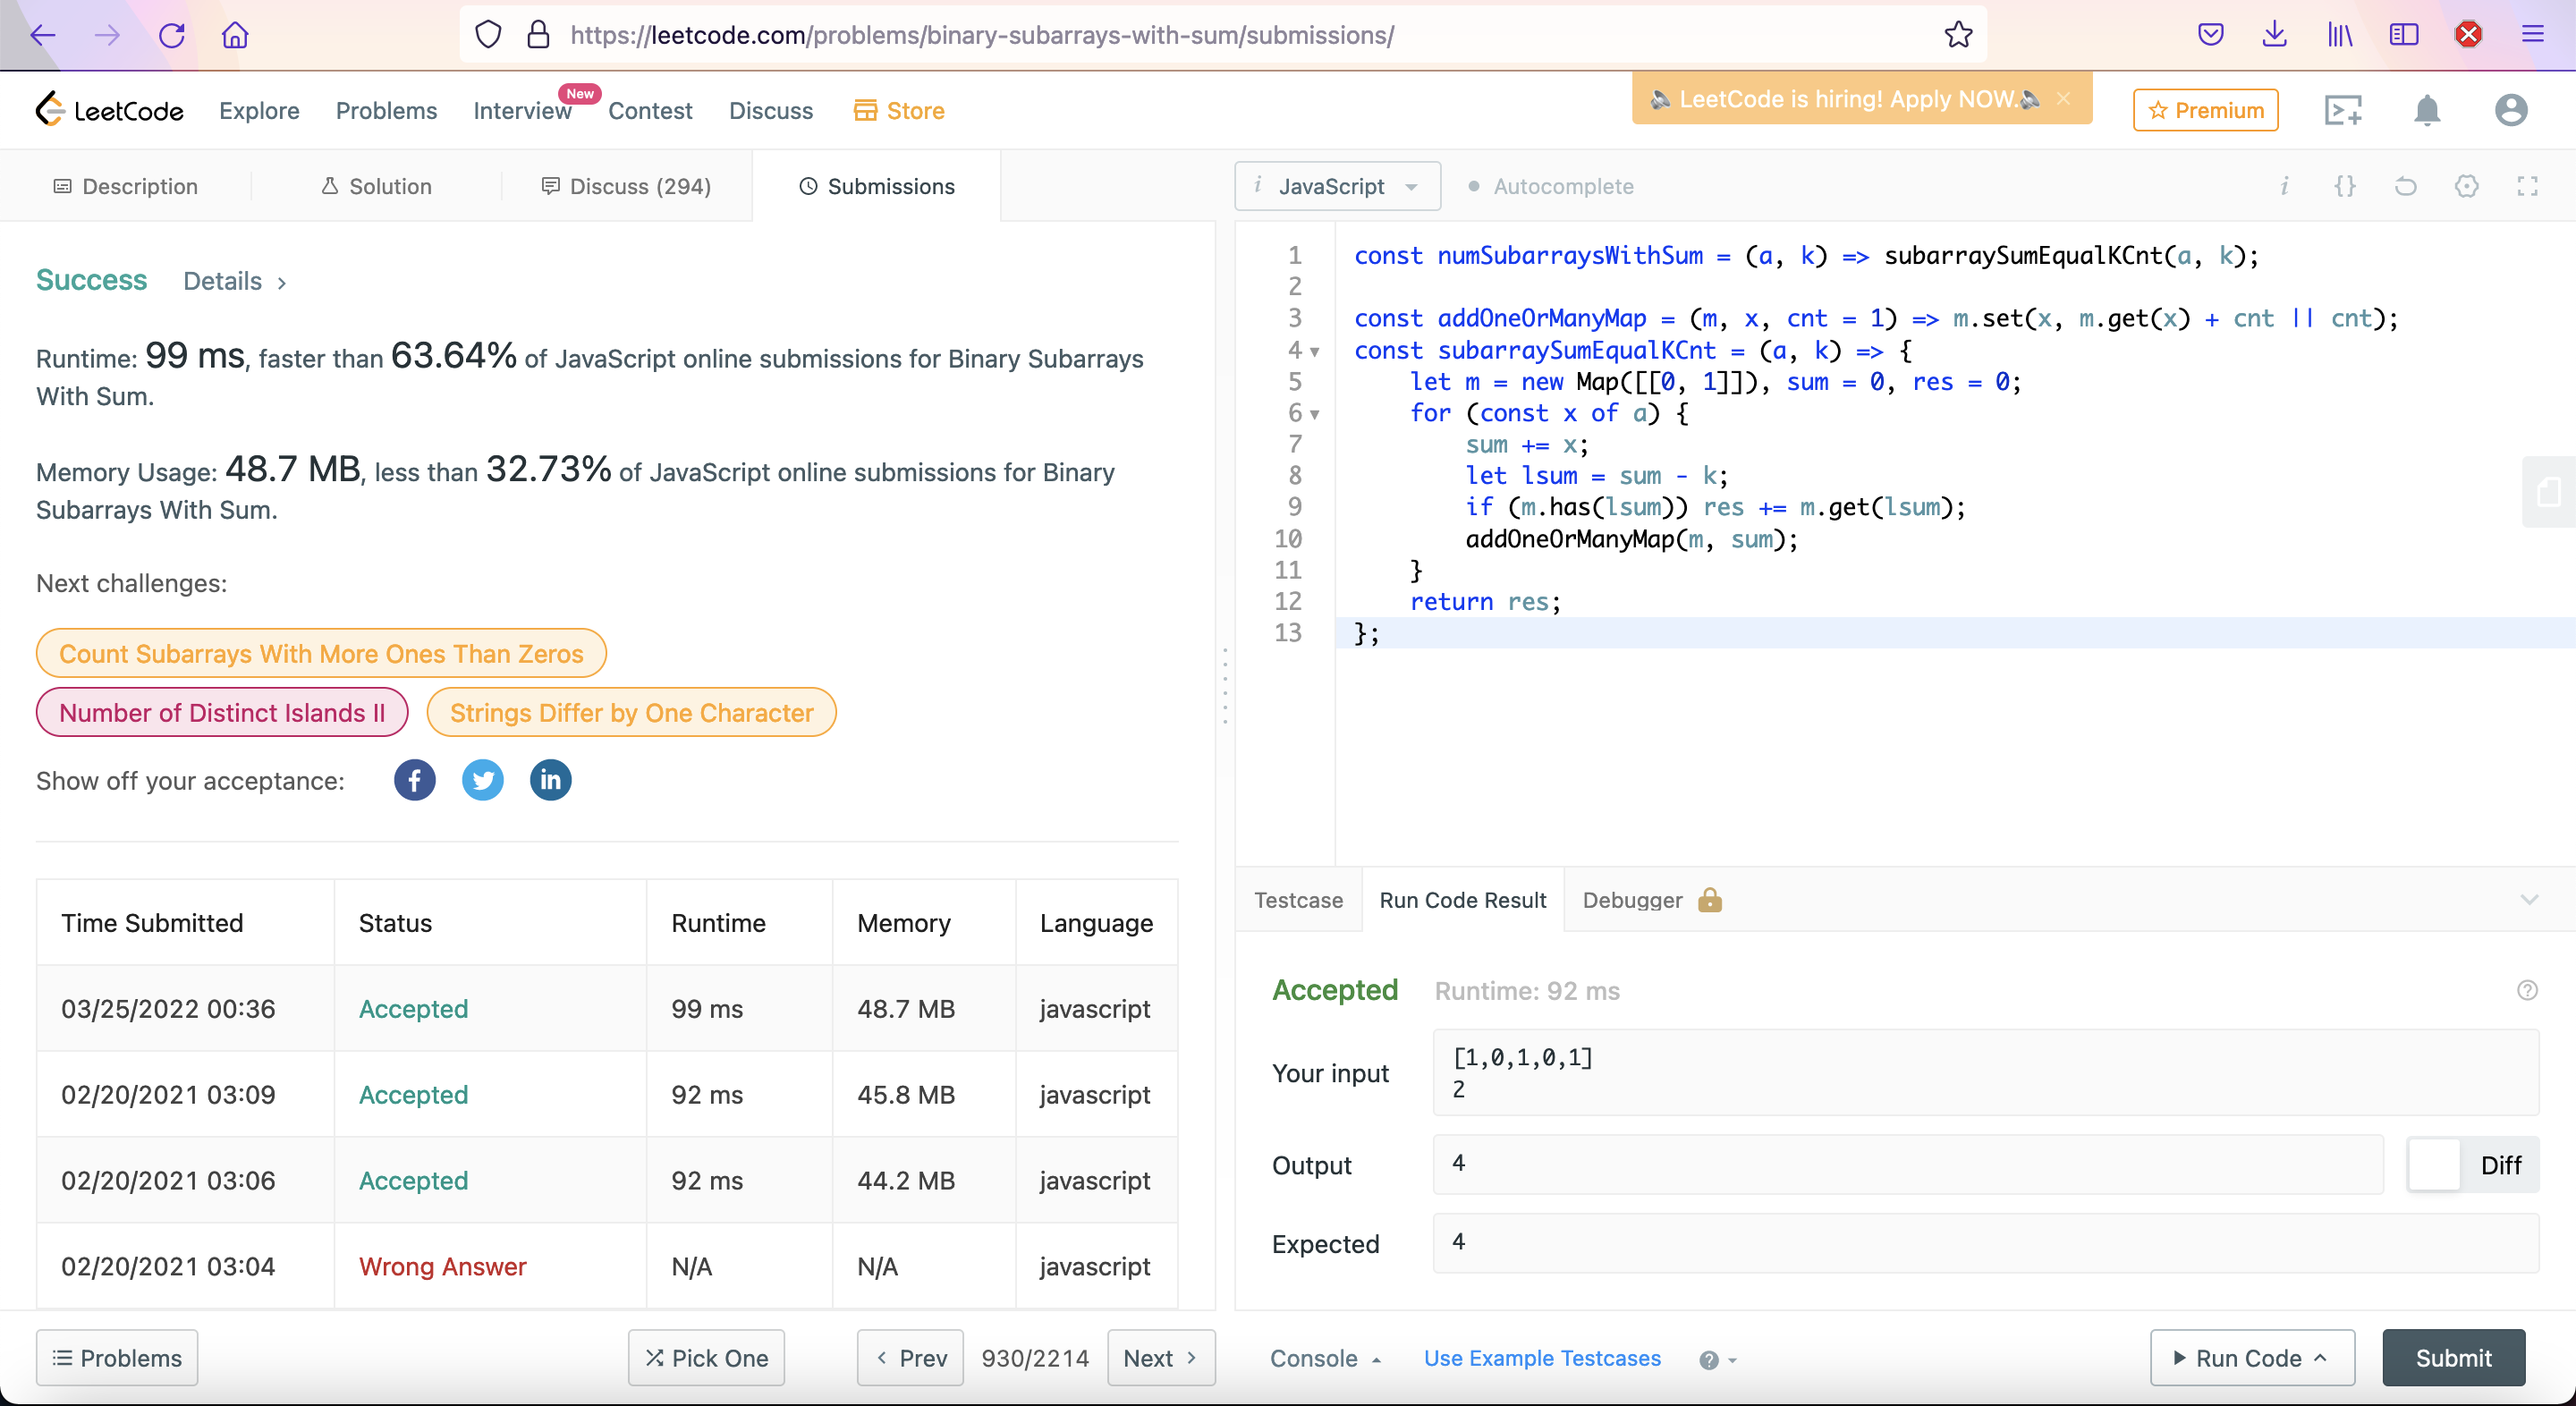 https://leetcode.com/problems/binary-subarrays-with-sum/submissions/
LeetCode
Explore
Problems
Interview
New
Contest
Discuss
Store
LeetCode is hiring! Apply NOW.
Premium
Description
Solution
Discuss (294)
Submissions
Success
Details
Runtime: 99 ms, faster than 63.64% of JavaScript online submissions for Binary Subarrays
With Sum.
Memory Usage: 48.7 MB, less than 32.73% of JavaScript online submissions for Binary
Subarrays With Sum.
Next challenges:
Count Subarrays With More Ones Than Zeros
Number of Distinct Islands II
Strings Differ by One Character
Show off your acceptance:
Time Submitted Status Runtime Memory Language
03/25/2022 00:36 Accepted 99 ms 48.7 MB javascript
02/20/2021 03:09 Accepted 92 ms 45.8 MB javascript
02/20/2021 03:06 Accepted 92 ms 44.2 MB javascript
02/20/2021 03:04 Wrong Answer N/A N/A javascript
Problems
Pick One
Prev
930/2214
Next
i JavaScript
Autocomplete
1 const numSubarraysWithSum = (a, k) => subarraySumEqualKCnt(a, k);
2
3 const addOneOrManyMap = (m, x, cnt = 1) => m.set(x, m.get(x) + cnt || cnt);
4 const subarraySumEqualKCnt = (a, k) => {
5 let m = new Map([[0, 1]]), sum = 0, res = 0;
6 for (const x of a) {
7 sum += x;
8 let lsum = sum - k;
9 if (m.has(lsum)) res += m.get(lsum);
10 addOneOrManyMap(m, sum);
11 }
12 return res;
13 };
Testcase
Run Code Result
Debugger
Accepted
Runtime: 92 ms
Your input
[1,0,1,0,1]
2
Output
4
Diff
Expected
4
Console
Use Example Testcases
Run Code
Submit